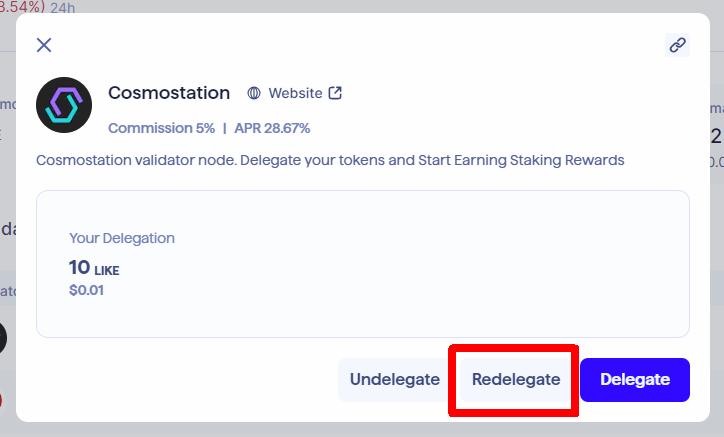 8.54%) 24h
Cosmostation Website
Commission 5% | APR 28.67%
Cosmostation validator node. Delegate your tokens and Start Earning Staking Rewards
Your Delegation
10 LIKE
$0.01
Undelegate Redelegate Delegate